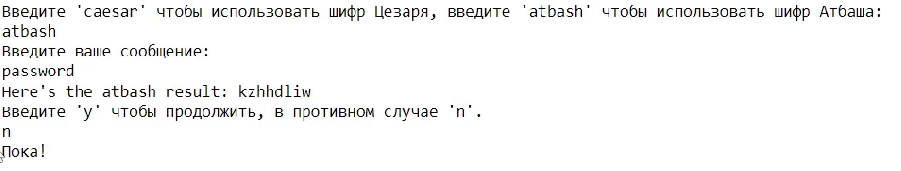 Введите 'caesar' чтобы использовать шифр Цезаря, введите 'atbash' чтобы использовать шифр Атбаша:
atbash
Введите ваше сообщение:
password
Here's the atbash result: kzhhdliw
Введите 'y' чтобы продолжить, в противном случае 'n'.
n
Пока!